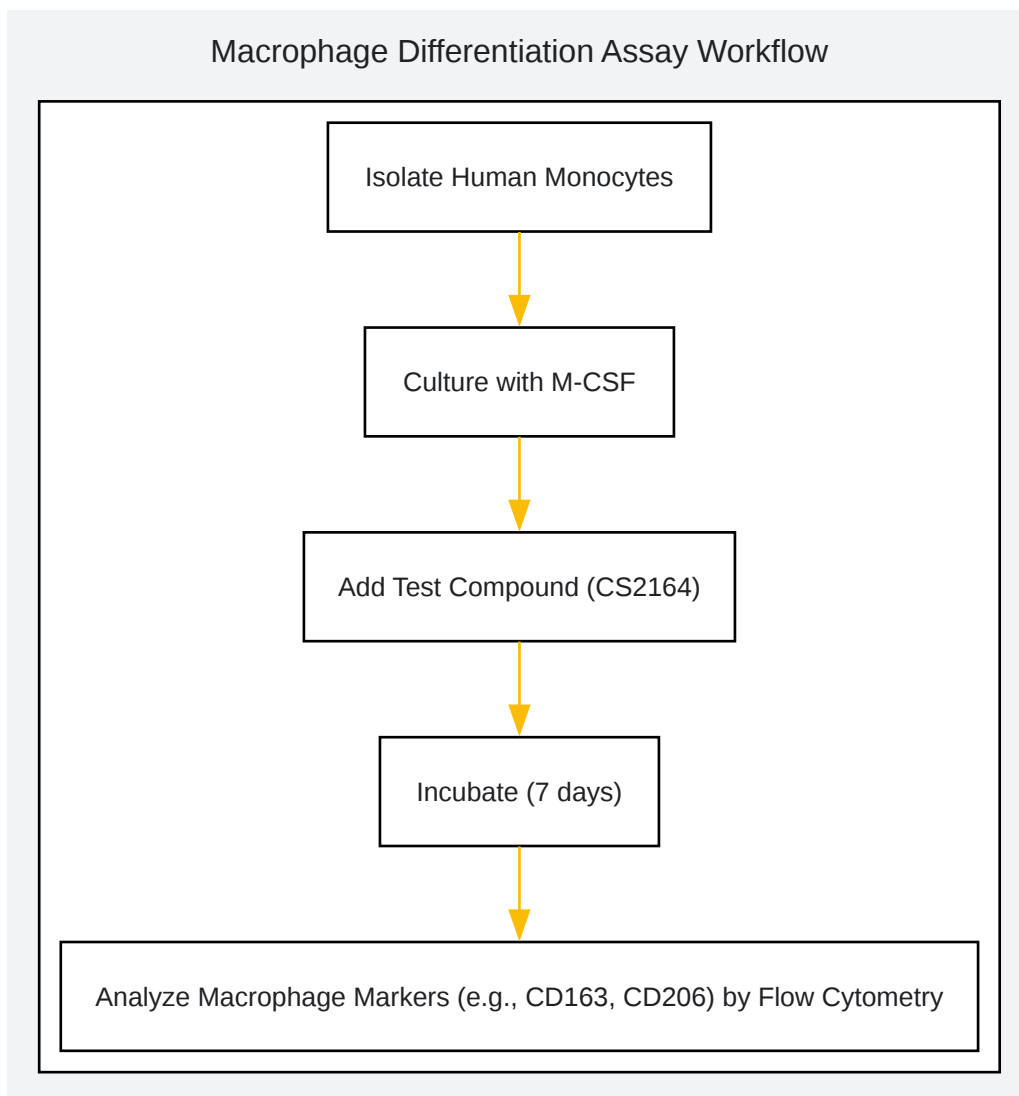 Macrophage Differentiation Assay Workflow
Isolate Human Monocytes
Culture with M-CSF
Add Test Compound (CS2164)
Incubate (7 days)
Analyze Macrophage Markers (e.g., CD163, CD206) by Flow Cytometry